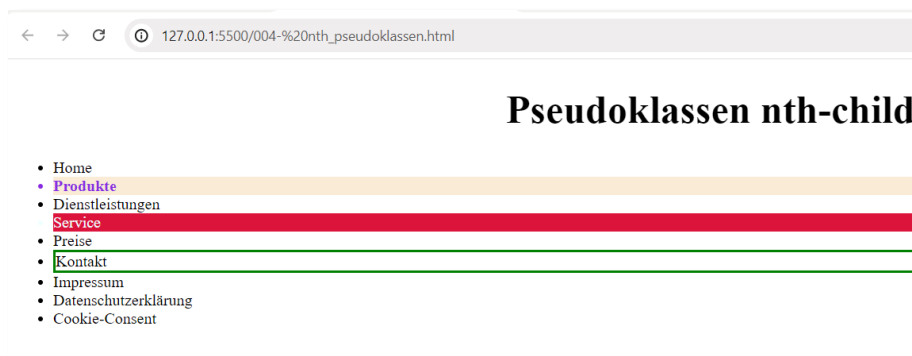 127.0.0.1:5500/004-%20nth_pseudoklassen.html
Pseudoklassen nth-child
Home
Produkte
Dienstleistungen
Service
Preise
Kontakt
Impressum
Datenschutzerklärung
Cookie-Consent